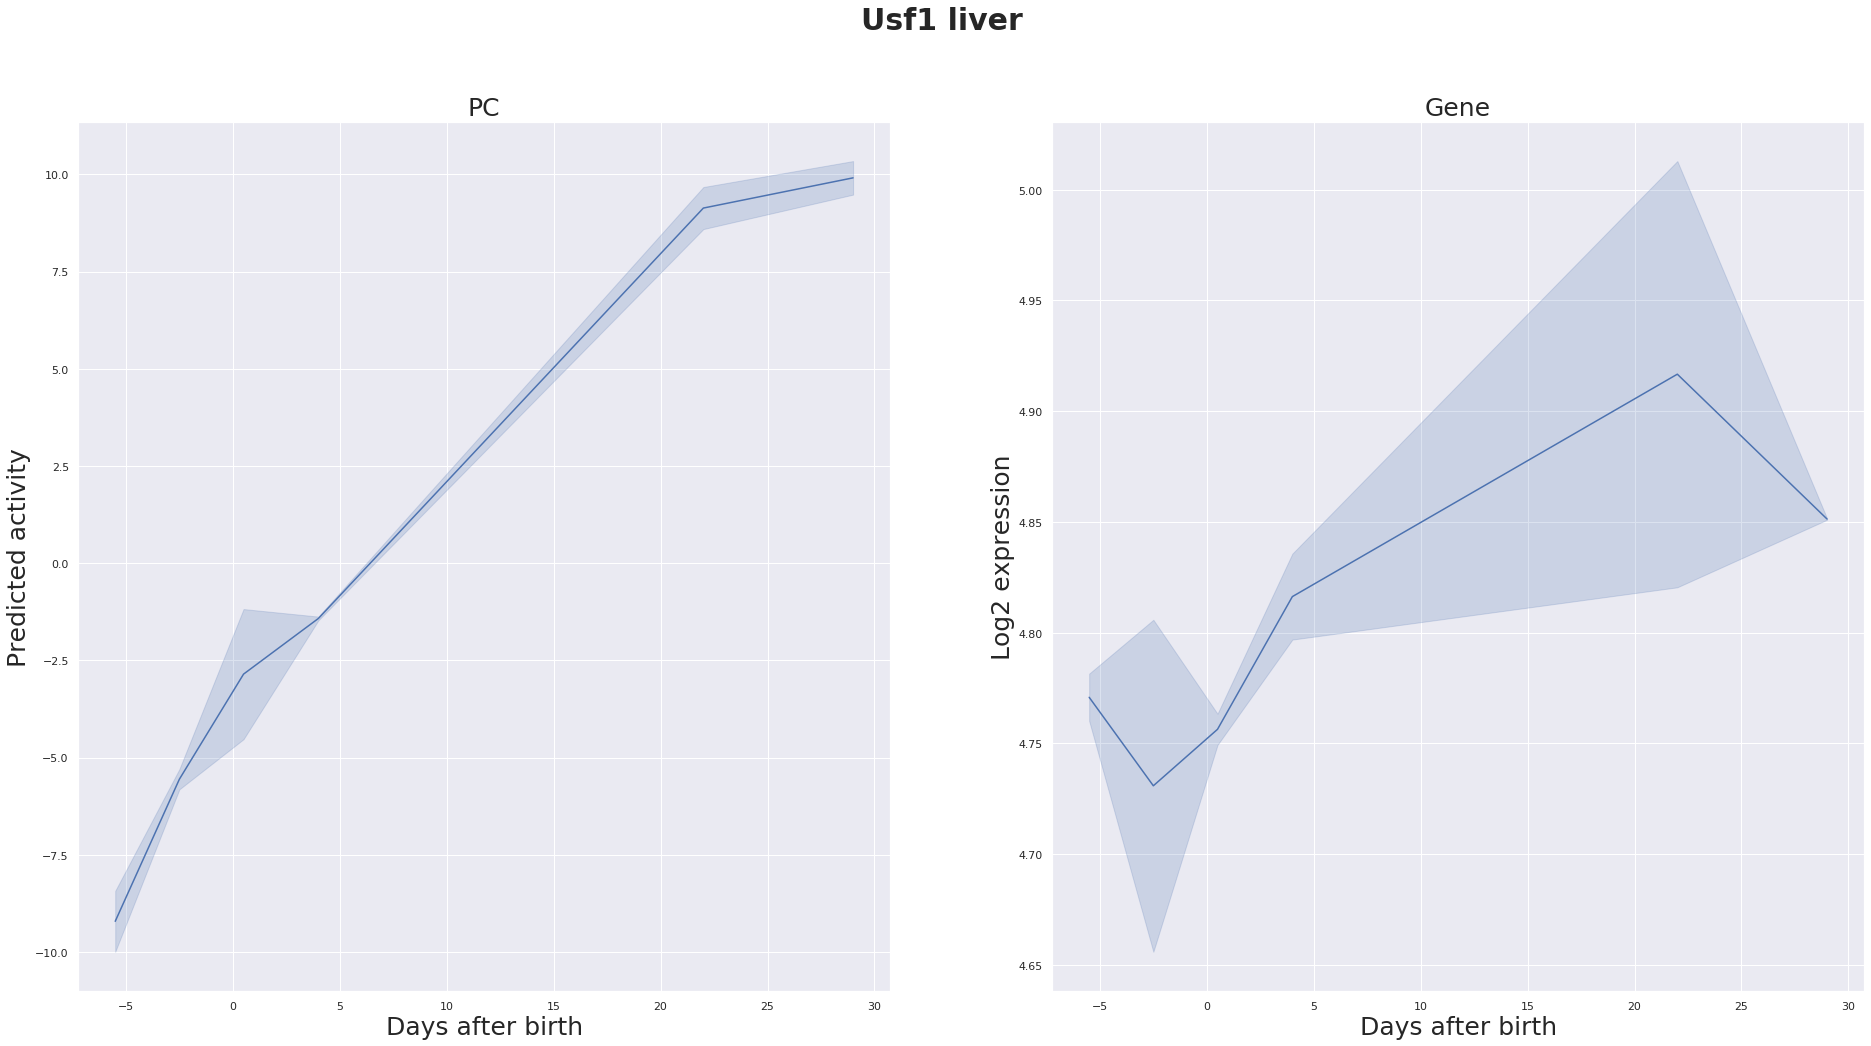 Usf1 liver
PC
Predicted activity
10.0
7.5
5.0
2.5
0.0
−2.5
−5.0
−7.5
−10.0
−5 0 5 10 15 20 25 30
Days after birth
Gene
Log2 expression
5.00
4.95
4.90
4.85
4.80
4.75
4.70
4.65
−5 0 5 10 15 20 25 30
Days after birth